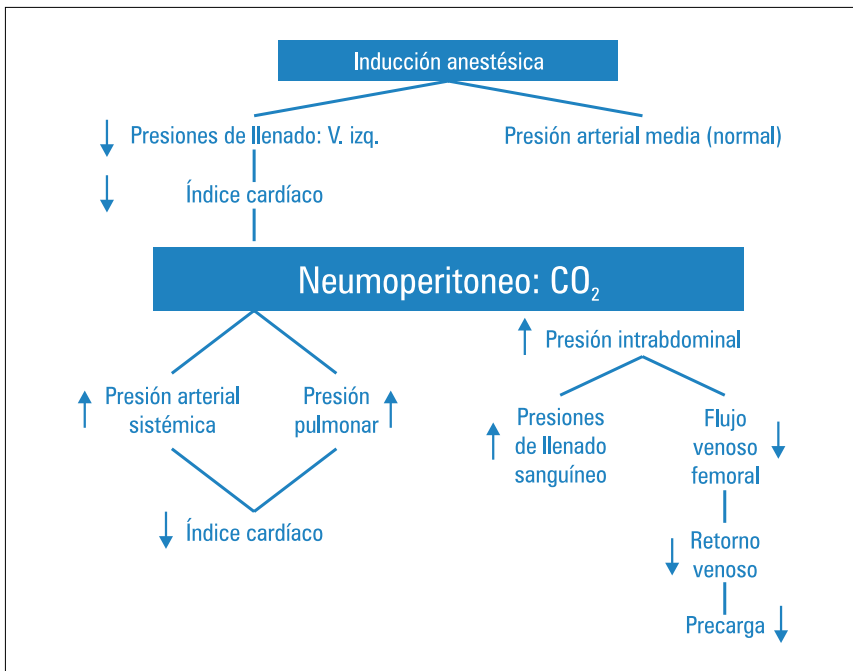 Inducción anestésica
Presiones de llenado: V. izq.
Presión arterial media (normal)
Índice cardíaco
Neumoperitoneo: CO₂
Presión intrabdominal
Presión arterial
sistémica
Presión
pulmonar
Presiones
de llenado
sanguíneo
Flujo
venoso
femoral
Índice cardíaco
Retorno
venoso
Precarga